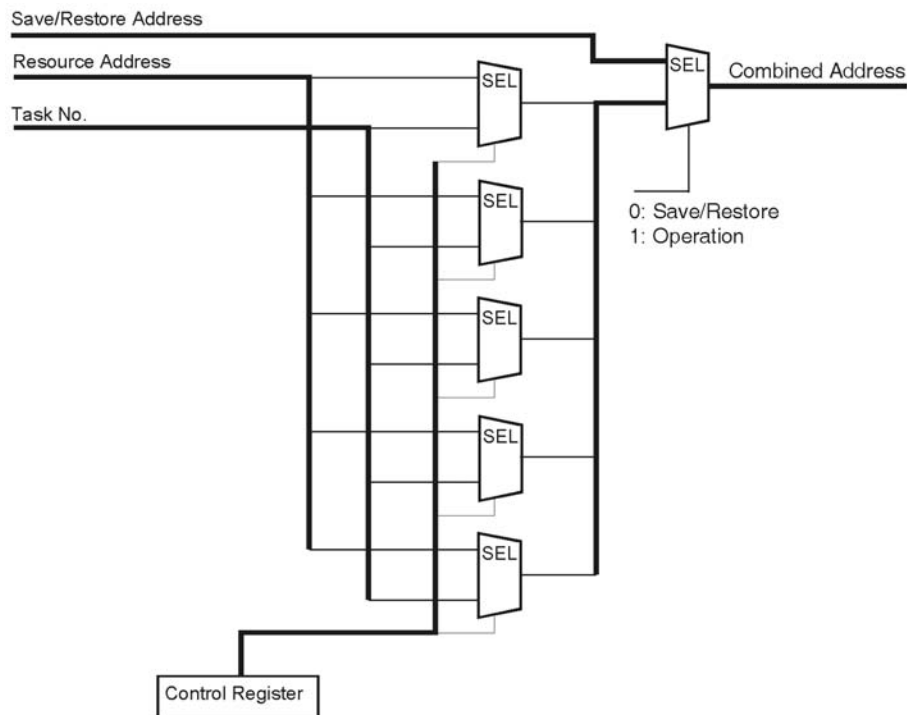 Save/Restore Address
Resource Address
Task No.
SEL
SEL
Combined Address
0: Save/Restore
1: Operation
SEL
SEL
SEL
SEL
Control Register